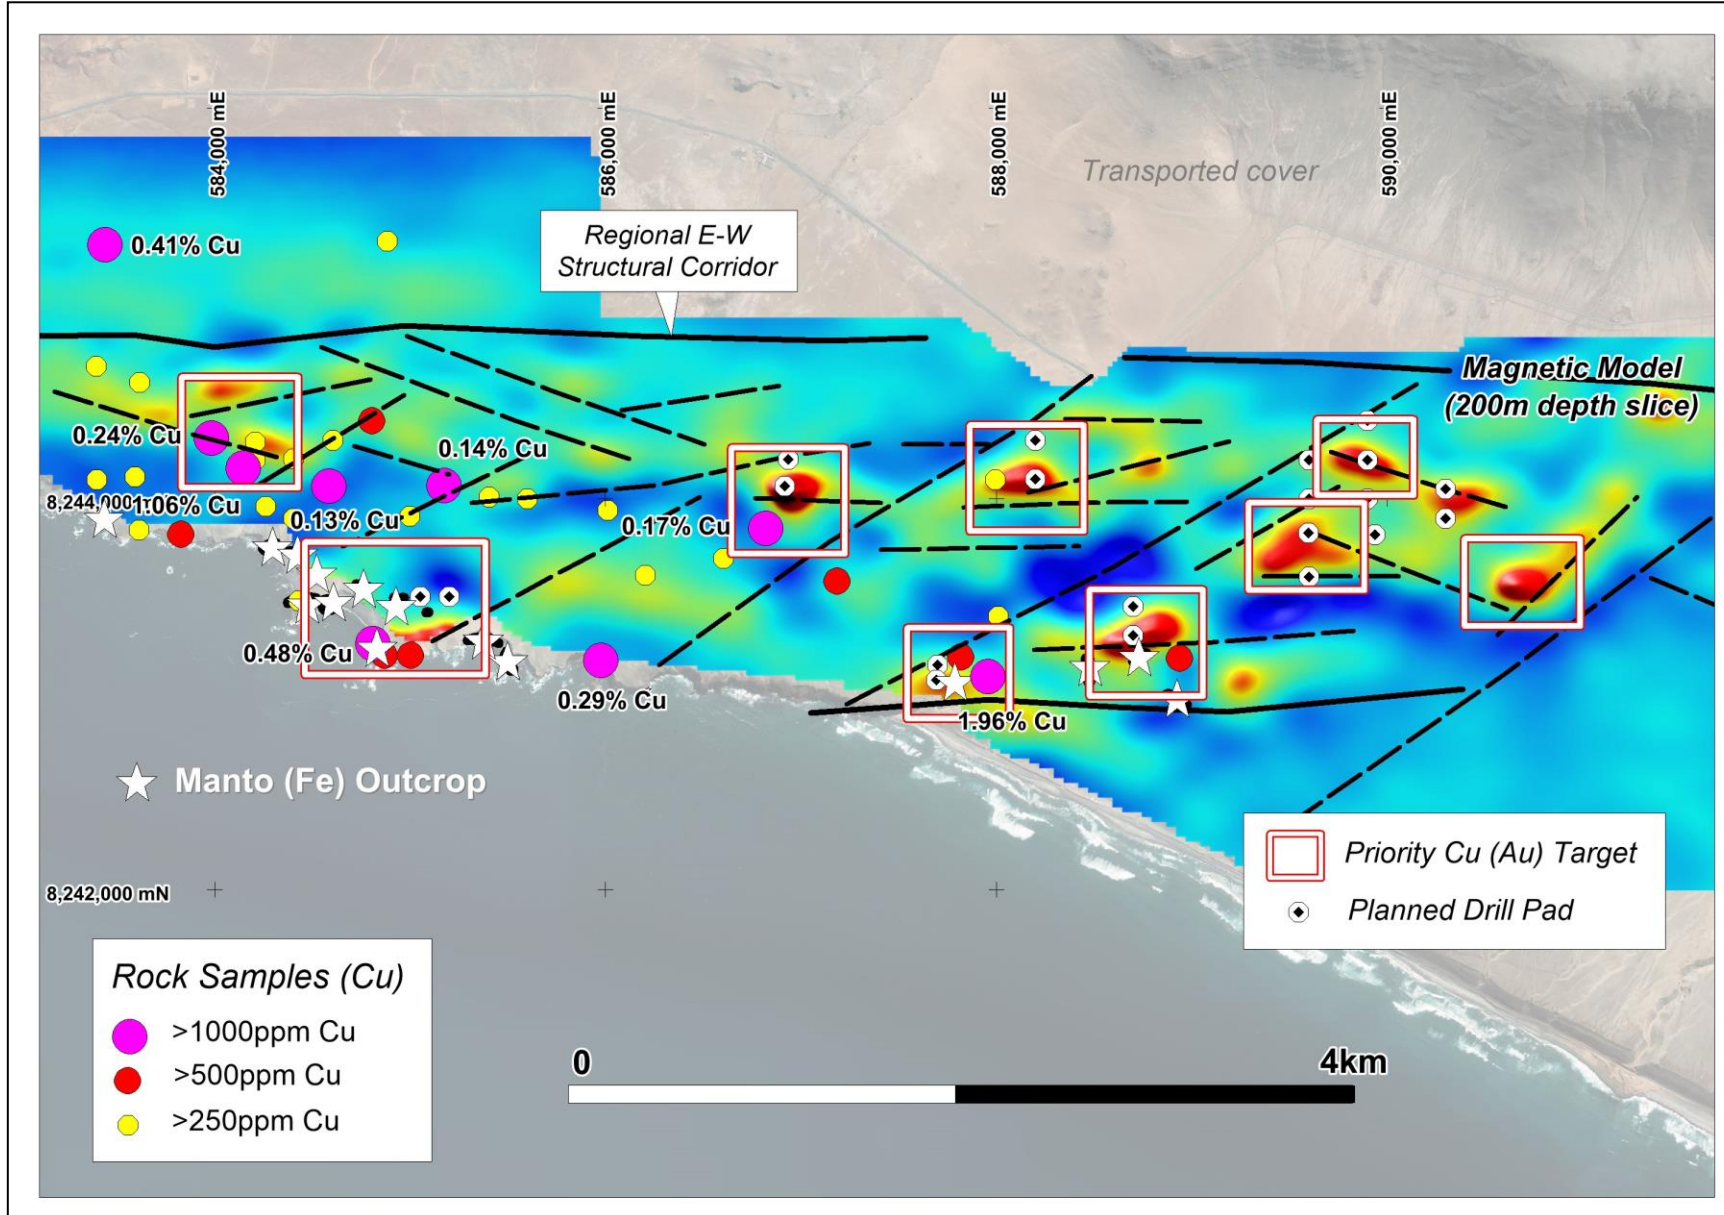 584,000 mE
586,000 mE
588,000 mE
590,000 mE
Transported cover
0.41% Cu
Regional E-W
Structural Corridor
Magnetic Model
(200m depth slice)
0.24% Cu
0.14% Cu
8,244,000 mN
1.06% Cu
0.13% Cu
0.17% Cu
0.48% Cu
0.29% Cu
1.96% Cu
Manto (Fe) Outcrop
Priority Cu (Au) Target
Planned Drill Pad
8,242,000 mN
Rock Samples (Cu)
>1000ppm Cu
>500ppm Cu
>250ppm Cu
0
4km